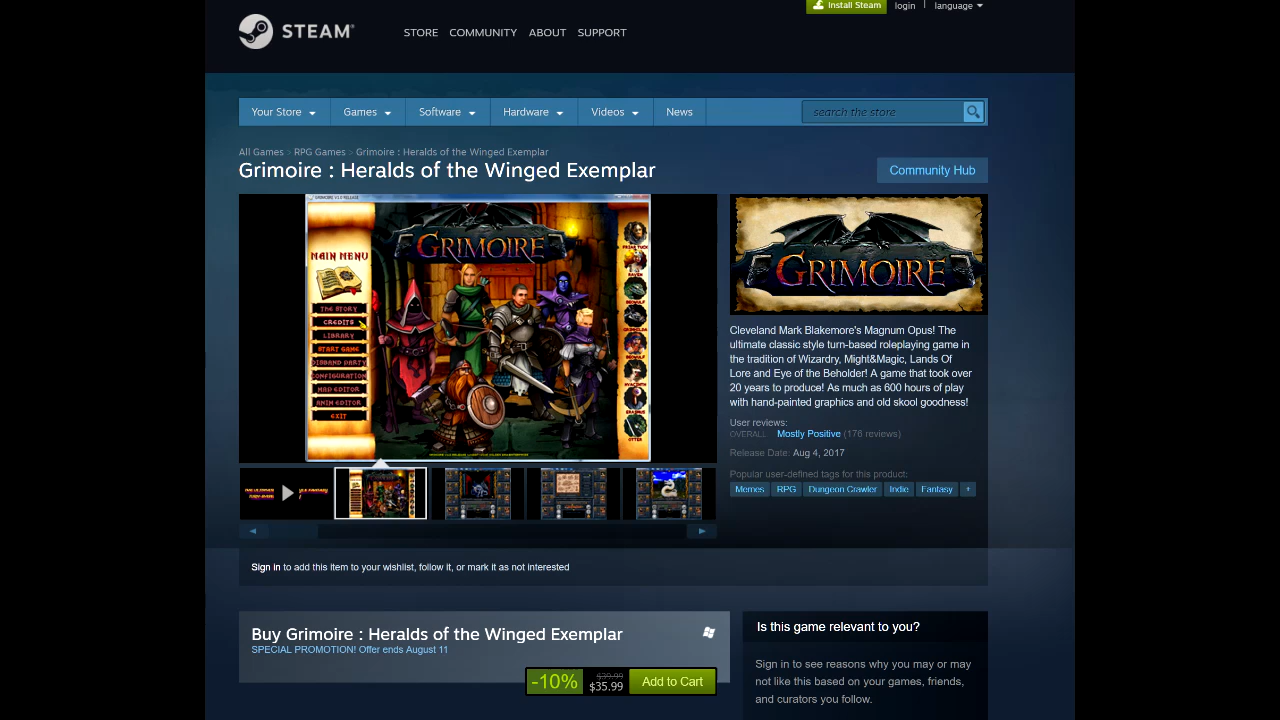 Install Steam
login | language
STEAM®
STORE COMMUNITY ABOUT SUPPORT
Your Store Games Software Hardware Videos News
search the store
All Games > RPG Games > Grimoire : Heralds of the Winged Exemplar
Grimoire : Heralds of the Winged Exemplar
Community Hub
GRIMOIRE
MAIN MENU
THE STORY
CREDITS
LIBRARY
START GAME
DISBAND PARTY
CONFIGURATION
MAP EDITOR
ANIM EDITOR
EXIT
FRIAR TUCK
RAVEN
BEOWULF
BEOWULF
HYACINTH
ERASMUS
OTTER
GRIMOIRE
Cleveland Mark Blakemore's Magnum Opus! The
ultimate classic style turn-based roleplaying game in
the tradition of Wizardry, Might&Magic, Lands Of
Lore and Eye of the Beholder! A game that took over
20 years to produce! As much as 600 hours of play
with hand-painted graphics and old skool goodness!
User reviews:
OVERALL: Mostly Positive (176 reviews)
Release Date: Aug 4, 2017
Popular user-defined tags for this product:
Memes RPG Dungeon Crawler Indie Fantasy +
Sign in to add this item to your wishlist, follow it, or mark it as not interested
Buy Grimoire : Heralds of the Winged Exemplar
SPECIAL PROMOTION! Offer ends August 11
-10% $39.99 $35.99 Add to Cart
Is this game relevant to you?
Sign in to see reasons why you may or may
not like this based on your games, friends,
and curators you follow.